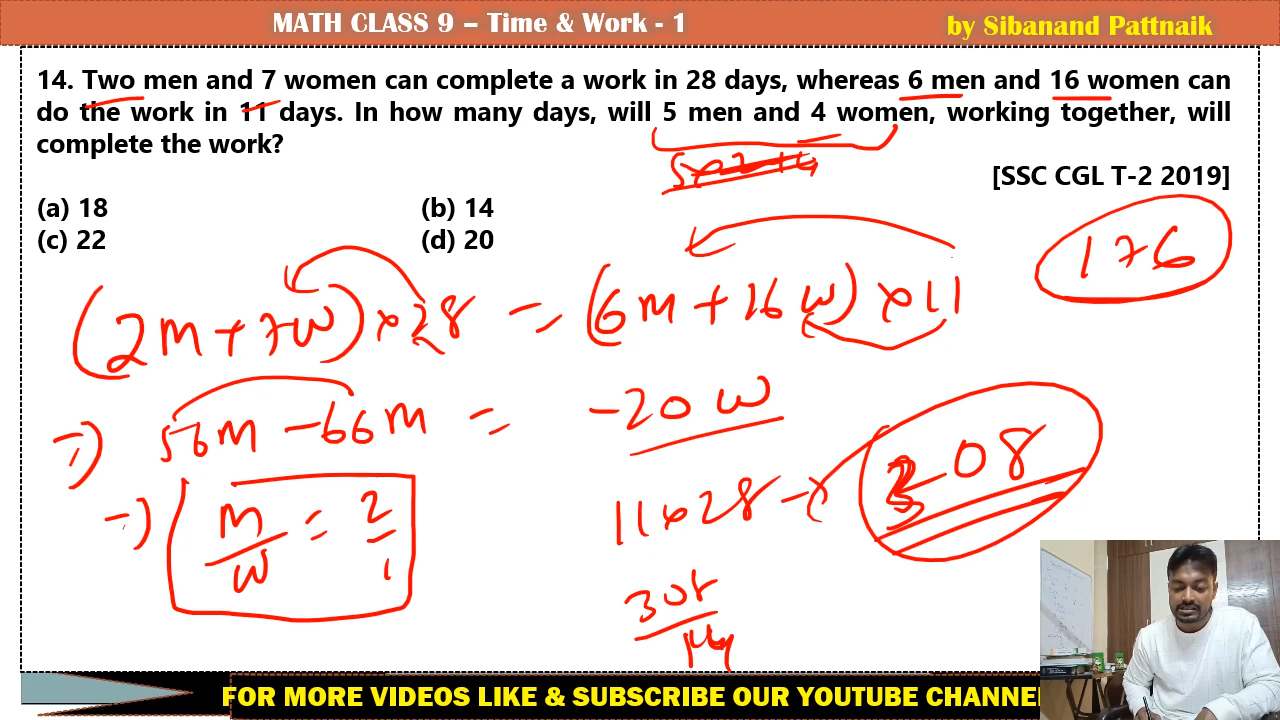 MATH CLASS 9 – Time & Work - 1
by Sibanand Pattnaik
14. Two men and 7 women can complete a work in 28 days, whereas 6 men and 16 women can
do the work in 11 days. In how many days, will 5 men and 4 women, working together, will
complete the work?
[SSC CGL T-2 2019]
(a) 18 (b) 14
(c) 22 (d) 20
176
(2m + 7w) × 28 = (6m + 16w) × 11
⇒) 56m - 66m = -20 w
11 × 28 → 308
⇒) m/w = 2/1
308
14
FOR MORE VIDEOS LIKE & SUBSCRIBE OUR YOUTUBE CHANNE